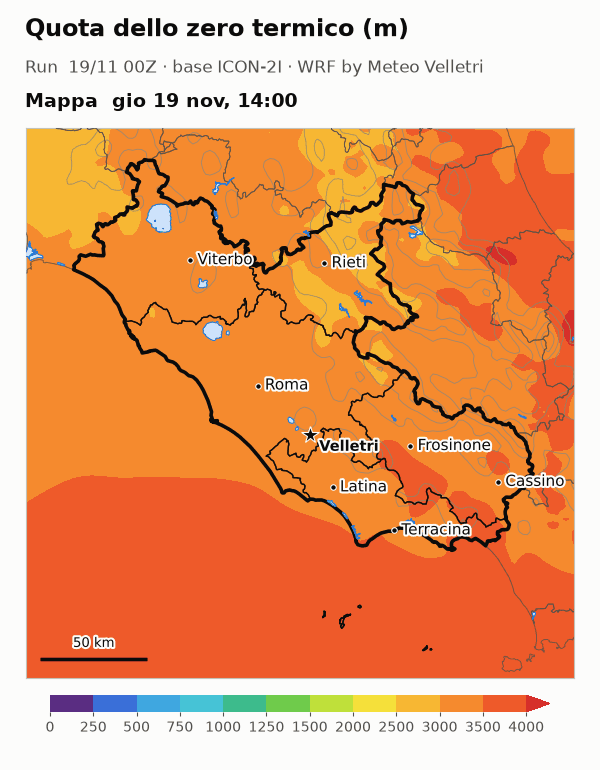 Quota dello zero termico (m)
Run  19/11 00Z · base ICON-2I · WRF by Meteo Velletri
Mappa  gio 19 nov, 14:00
Viterbo
Rieti
Roma
Velletri
Frosinone
Cassino
Latina
Terracina
50 km
0 250 500 750 1000 1250 1500 2000 2500 3000 3500 4000